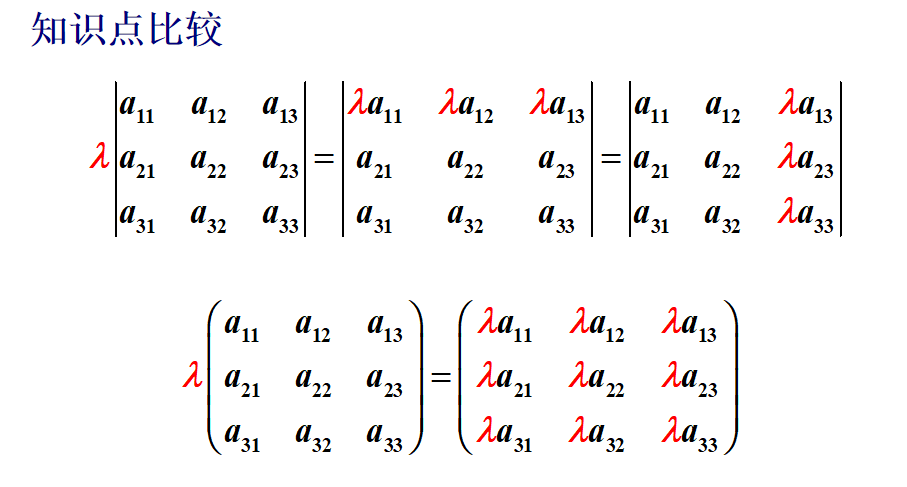 知识点比较
λ|a₁₁ a₁₂ a₁₃| = |λa₁₁ λa₁₂ λa₁₃| = |a₁₁ a₁₂ λa₁₃|
|a₂₁ a₂₂ a₂₃| |a₂₁ a₂₂ a₂₃| |a₂₁ a₂₂ λa₂₃|
|a₃₁ a₃₂ a₃₃| |a₃₁ a₃₂ a₃₃| |a₃₁ a₃₂ λa₃₃|
λ(a₁₁ a₁₂ a₁₃) = (λa₁₁ λa₁₂ λa₁₃)
(a₂₁ a₂₂ a₂₃) (λa₂₁ λa₂₂ λa₂₃)
(a₃₁ a₃₂ a₃₃) (λa₃₁ λa₃₂ λa₃₃)